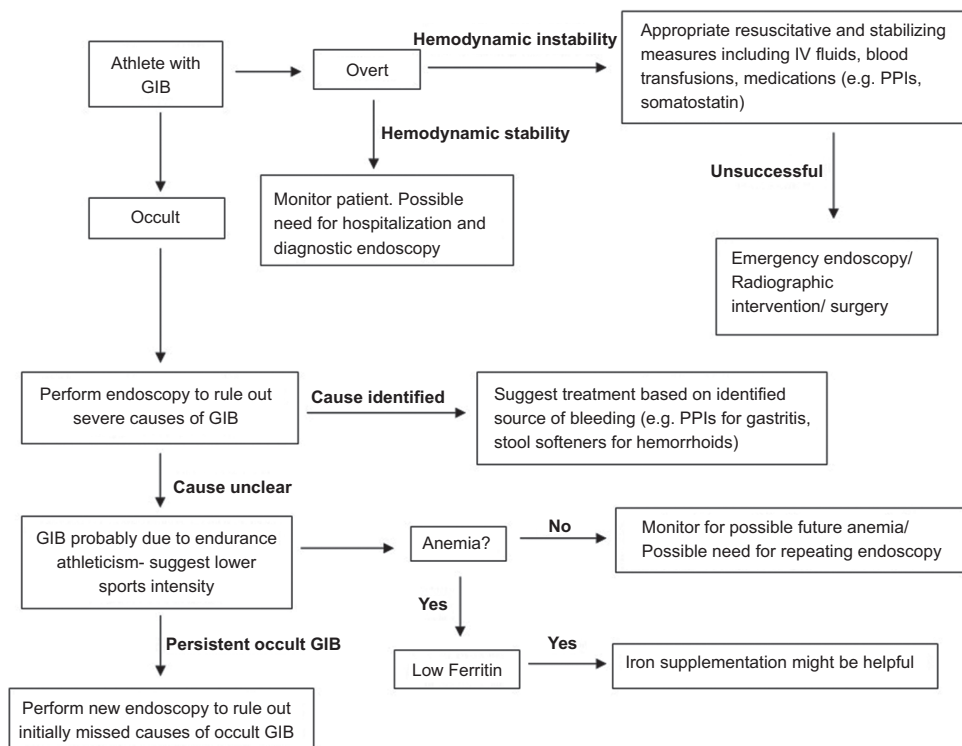 Athlete with
GIB
Overt
Hemodynamic instability
Appropriate resuscitative and stabilizing
measures including IV fluids, blood
transfusions, medications (e.g. PPIs,
somatostatin)
Hemodynamic stability
Unsuccessful
Occult
Monitor patient. Possible
need for hospitalization and
diagnostic endoscopy
Emergency endoscopy/
Radiographic
intervention/ surgery
Perform endoscopy to rule out
severe causes of GIB
Cause identified
Suggest treatment based on identified
source of bleeding (e.g. PPIs for gastritis,
stool softeners for hemorrhoids)
Cause unclear
GIB probably due to endurance
athleticism- suggest lower
sports intensity
Anemia?
No
Monitor for possible future anemia/
Possible need for repeating endoscopy
Yes
Persistent occult GIB
Low Ferritin
Yes
Iron supplementation might be helpful
Perform new endoscopy to rule out
initially missed causes of occult GIB